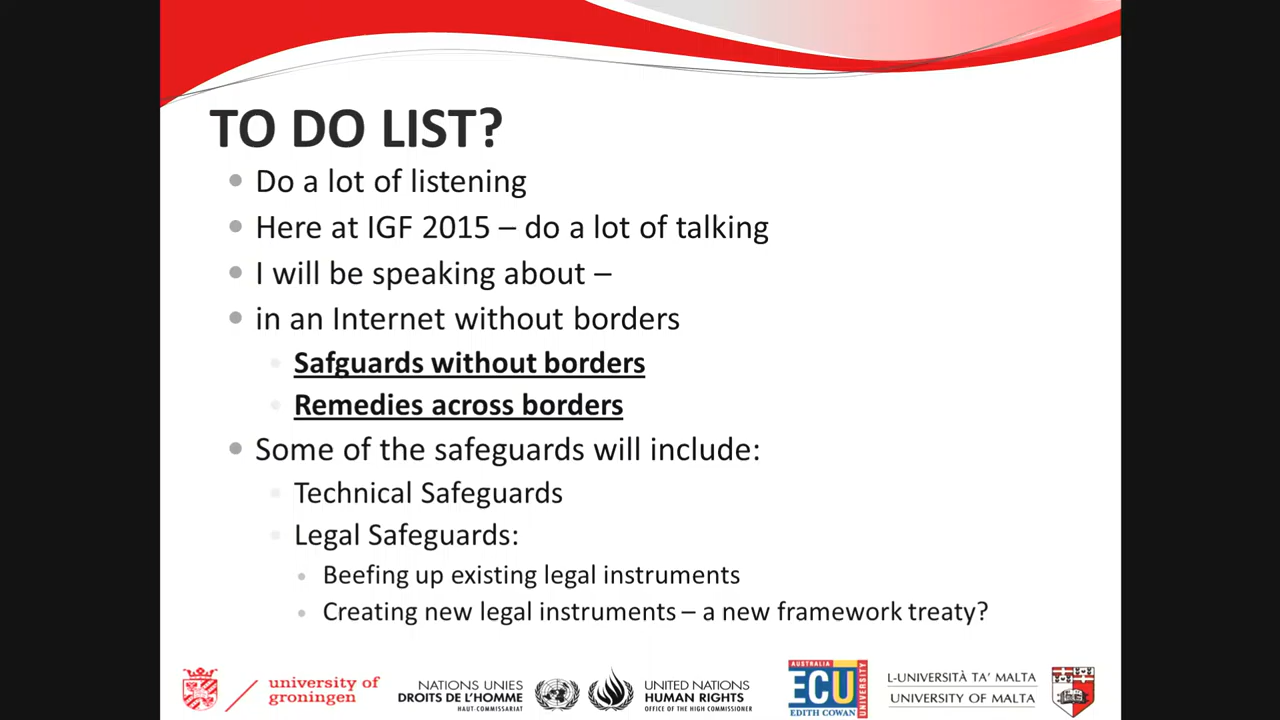 TO DO LIST?
Do a lot of listening
Here at IGF 2015 – do a lot of talking
I will be speaking about –
in an Internet without borders
Safguards without borders
Remedies across borders
Some of the safeguards will include:
Technical Safeguards
Legal Safeguards:
Beefing up existing legal instruments
Creating new legal instruments – a new framework treaty?
university of
groningen
NATIONS UNIES
DROITS DE L'HOMME
HAUT-COMMISSARIAT
UNITED NATIONS
HUMAN RIGHTS
OFFICE OF THE HIGH COMMISSIONER
AUSTRALIA
ECU
UNIVERSITY
EDITH COWAN
L-UNIVERSITÀ TA' MALTA
UNIVERSITY OF MALTA